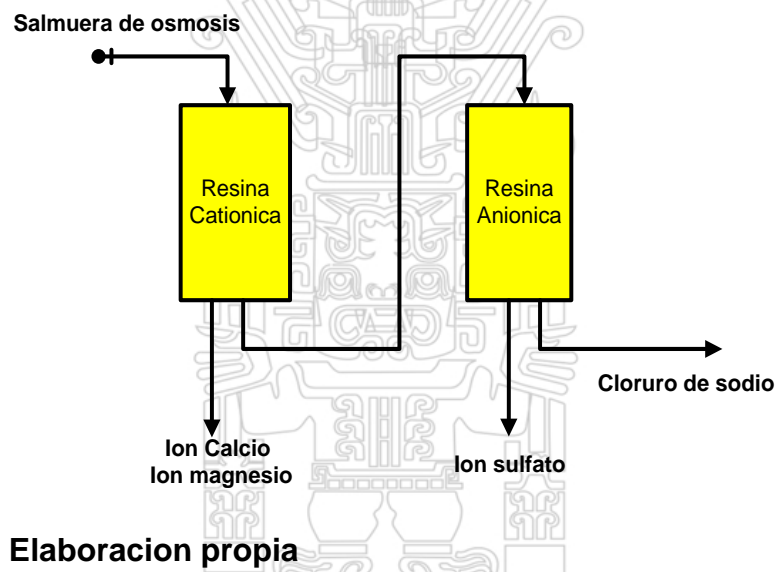 Salmuera de osmosis
Resina
Cationica
Resina
Anionica
Cloruro de sodio
Ion Calcio
Ion magnesio
Ion sulfato
Elaboracion propia